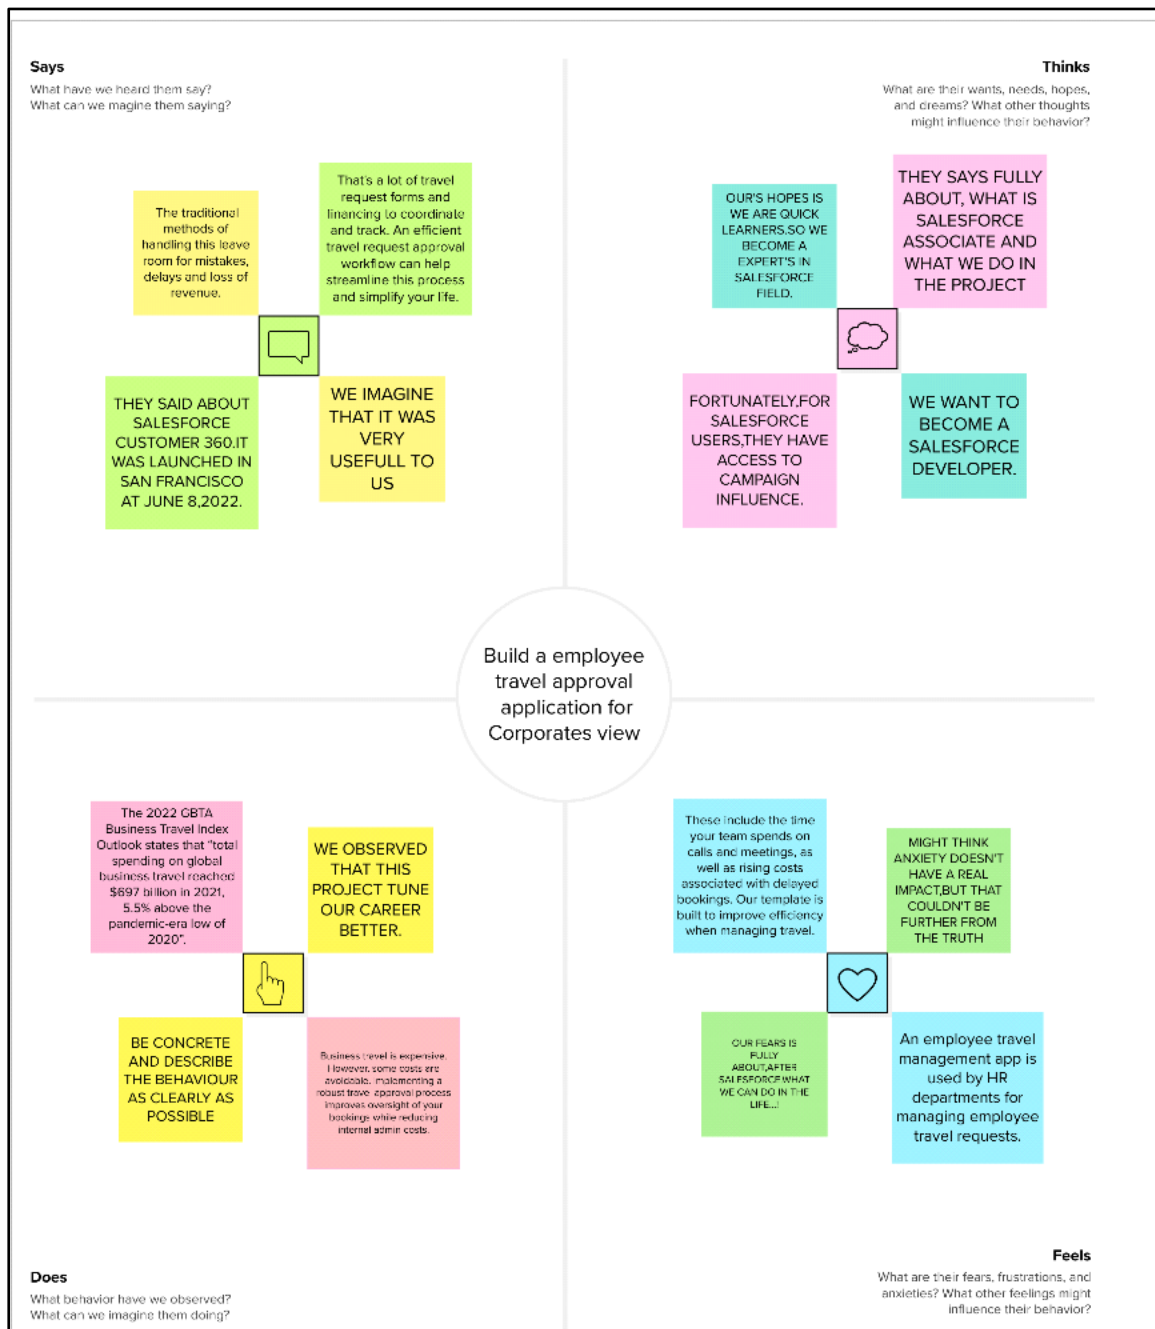 Says
What have we heard them say?
What can we magine them saying?
Thinks
What are their wants, needs, hopes,
and dreams? What other thoughts
might influence their behavior?
The traditional
methods of
handling this leave
room for mistakes,
delays and loss of
revenue.
That's a lot of travel
request forms and
financing to coordinate
and track. An efficient
travel request approval
workflow can help
streamline this process
and simplify your life.
THEY SAID ABOUT
SALESFORCE
CUSTOMER 360.IT
WAS LAUNCHED IN
SAN FRANCISCO
AT JUNE 8,2022.
WE IMAGINE
THAT IT WAS
VERY
USEFULL TO
US
OUR'S HOPES IS
WE ARE QUICK
LEARNERS.SO WE
BECOME A
EXPERT'S IN
SALESFORCE
FIELD.
THEY SAYS FULLY
ABOUT, WHAT IS
SALESFORCE
ASSOCIATE AND
WHAT WE DO IN
THE PROJECT
FORTUNATELY,FOR
SALESFORCE
USERS,THEY HAVE
ACCESS TO
CAMPAIGN
INFLUENCE.
WE WANT TO
BECOME A
SALESFORCE
DEVELOPER.
Build a employee
travel approval
application for
Corporates view
The 2022 GBTA
Business Travel Index
Outlook states that "total
spending on global
business travel reached
$697 billion in 2021,
5.5% above the
pandemic-era low of
2020".
WE OBSERVED
THAT THIS
PROJECT TUNE
OUR CAREER
BETTER.
BE CONCRETE
AND DESCRIBE
THE BEHAVIOUR
AS CLEARLY AS
POSSIBLE
Business travel is expensive.
However, some costs are
avoidable. Implementing a
robust travel approval process
improves oversight of your
bookings while reducing
internal admin costs.
These include the time
your team spends on
calls and meetings, as
well as rising costs
associated with delayed
bookings. Our template is
built to improve efficiency
when managing travel.
MIGHT THINK
ANXIETY DOESN'T
HAVE A REAL
IMPACT,BUT THAT
COULDN'T BE
FURTHER FROM
THE TRUTH
OUR FEARS IS
FULLY
ABOUT,AFTER
SALESFORCE,WHAT
WE CAN DO IN THE
LIFE...!
An employee travel
management app is
used by HR
departments for
managing employee
travel requests.
Does
What behavior have we observed?
What can we imagine them doing?
Feels
What are their fears, frustrations, and
anxieties? What other feelings might
influence their behavior?